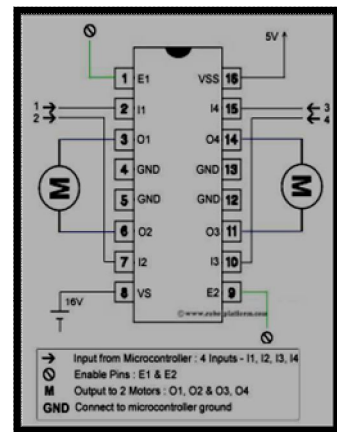 5V
1 E1 VSS 16
1 2 I1 I4 15 3
2 4
3 O1 O4 14
M 4 GND GND 13 M
5 GND GND 12
6 O2 O3 11
7 I2 I3 10
16V 8 VS E2 9
© www.robo-platform.com
Input from Microcontroller : 4 Inputs - I1, I2, I3, I4
Enable Pins : E1 & E2
M Output to 2 Motors : O1, O2 & O3, O4
GND Connect to microcontroller ground